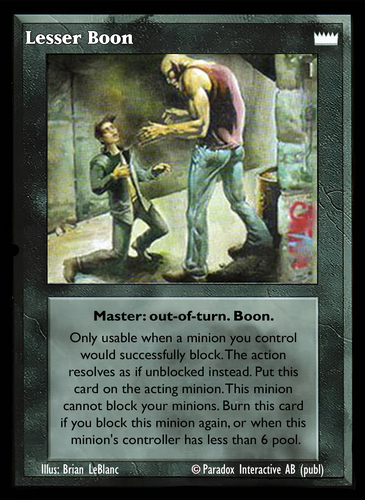 Lesser Boon
Master: out-of-turn. Boon.
Only usable when a minion you control
would successfully block. The action
resolves as if unblocked instead. Put this
card on the acting minion. This minion
cannot block your minions. Burn this card
if you block this minion again, or when this
minion's controller has less than 6 pool.
Illus: Brian LeBlanc © Paradox Interactive AB (publ)